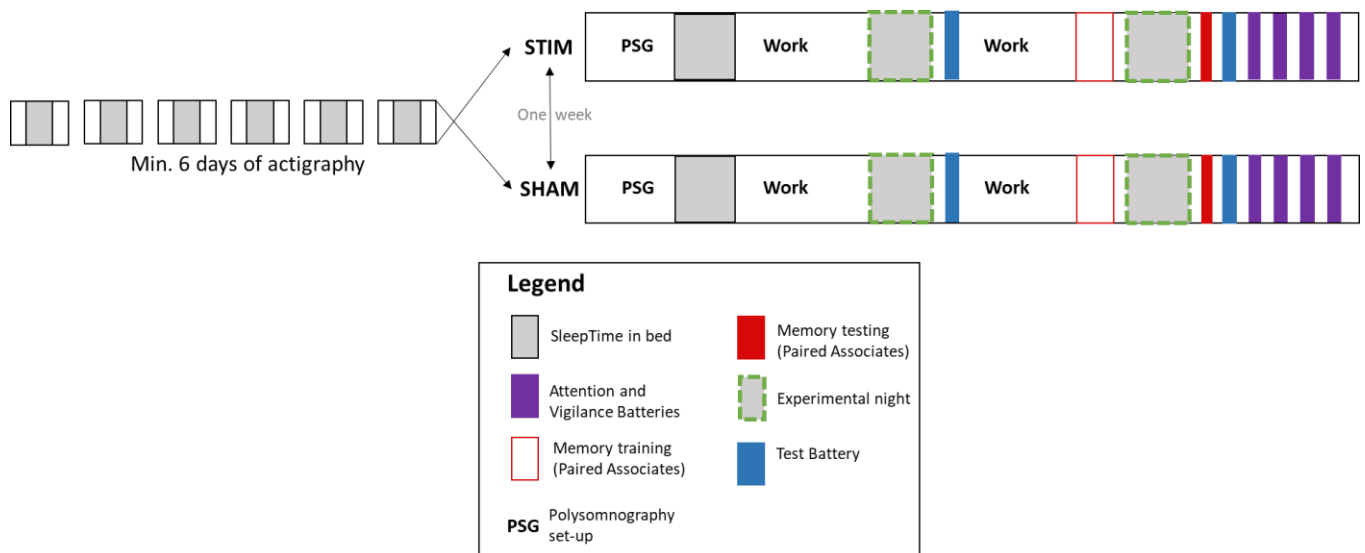 STIM
PSG
Work
Work
One week
Min. 6 days of actigraphy
SHAM
PSG
Work
Work
Legend
SleepTime in bed
Memory testing
(Paired Associates)
Attention and
Vigilance Batteries
Experimental night
Memory training
(Paired Associates)
Test Battery
PSG Polysomnography
set-up